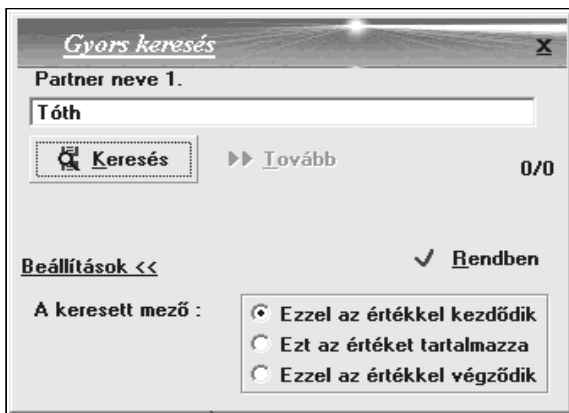 Gyors keresés x
Partner neve 1.
Tóth
Keresés Tovább 0/0
Rendben
Beállítások <<
A keresett mező : Ezzel az értékkel kezdődik
Ezt az értéket tartalmazza
Ezzel az értékkel végződik